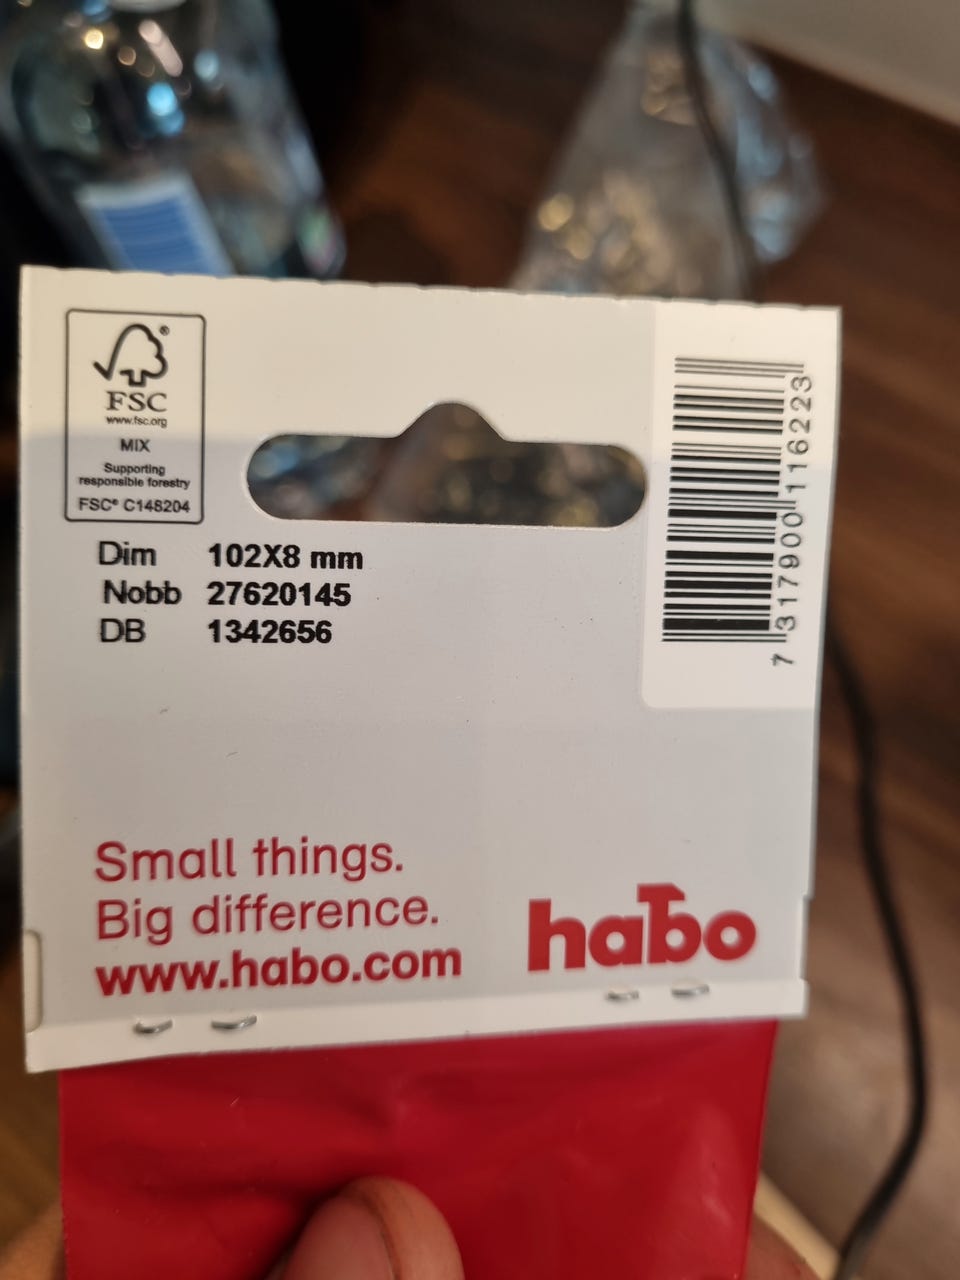 FSC®
www.fsc.org
MIX
Supporting
responsible forestry
FSC® C148204
Dim 102X8 mm
Nobb 27620145
DB 1342656
7 317900 116223
Small things.
Big difference.
www.habo.com
habo